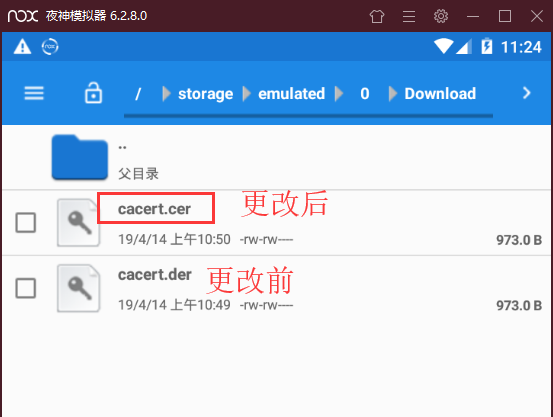 nox 夜神模拟器 6.2.8.0
11:24
/ storage emulated 0 Download
..
父目录
cacert.cer 更改后
19/4/14 上午10:50 -rw-rw---- 973.0 B
cacert.der 更改前
19/4/14 上午10:49 -rw-rw---- 973.0 B